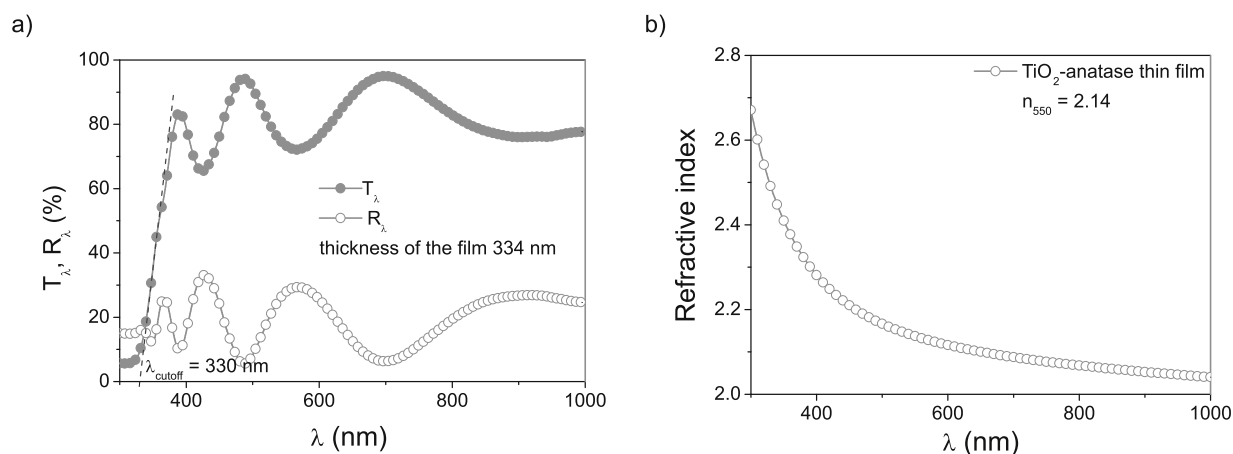 a)
100
80
60
40
20
0
T_λ, R_λ (%)
T_λ
R_λ
thickness of the film 334 nm
λ_cutoff = 330 nm
400 600 800 1000
λ (nm)
b)
2.8
2.6
2.4
2.2
2.0
Refractive index
TiO₂-anatase thin film
n₅₅₀ = 2.14
400 600 800 1000
λ (nm)